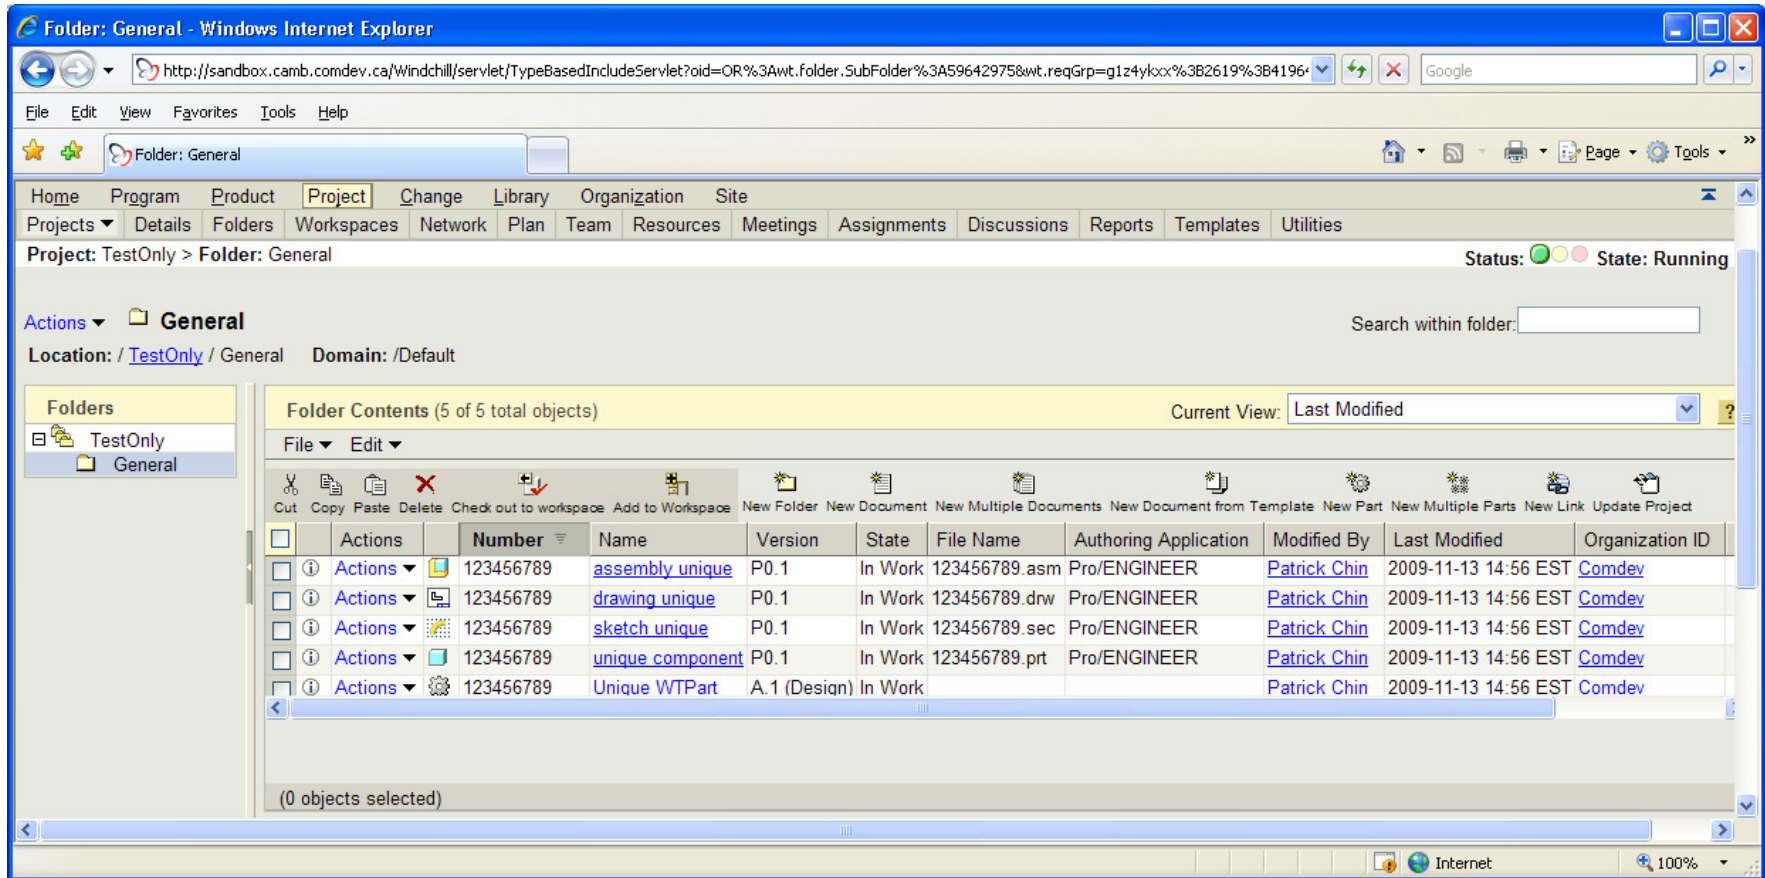 Folder: General - Windows Internet Explorer
http://sandbox.camb.comdev.ca/Windchill/servlet/TypeBasedIncludeServlet?oid=OR%3Awt.folder.SubFolder%3A59642975&wt.reqGrp=g1z4ykxx%3B2619%3B4196 Google
File Edit View Favorites Tools Help
Folder: General Page Tools »
Home Program Product Project Change Library Organization Site
Projects Details Folders Workspaces Network Plan Team Resources Meetings Assignments Discussions Reports Templates Utilities
Project: TestOnly > Folder: General Status: State: Running
Actions General Search within folder:
Location: / TestOnly / General Domain: /Default
Folders Folder Contents (5 of 5 total objects) Current View: Last Modified ?
TestOnly File Edit
General
Cut Copy Paste Delete Check out to workspace Add to Workspace New Folder New Document New Multiple Documents New Document from Template New Part New Multiple Parts New Link Update Project
Actions Number Name Version State File Name Authoring Application Modified By Last Modified Organization ID
Actions 123456789 assembly unique P0.1 In Work 123456789.asm Pro/ENGINEER Patrick Chin 2009-11-13 14:56 EST Comdev
Actions 123456789 drawing unique P0.1 In Work 123456789.drw Pro/ENGINEER Patrick Chin 2009-11-13 14:56 EST Comdev
Actions 123456789 sketch unique P0.1 In Work 123456789.sec Pro/ENGINEER Patrick Chin 2009-11-13 14:56 EST Comdev
Actions 123456789 unique component P0.1 In Work 123456789.prt Pro/ENGINEER Patrick Chin 2009-11-13 14:56 EST Comdev
Actions 123456789 Unique WTPart A.1 (Design) In Work Patrick Chin 2009-11-13 14:56 EST Comdev
(0 objects selected)
Internet 100%